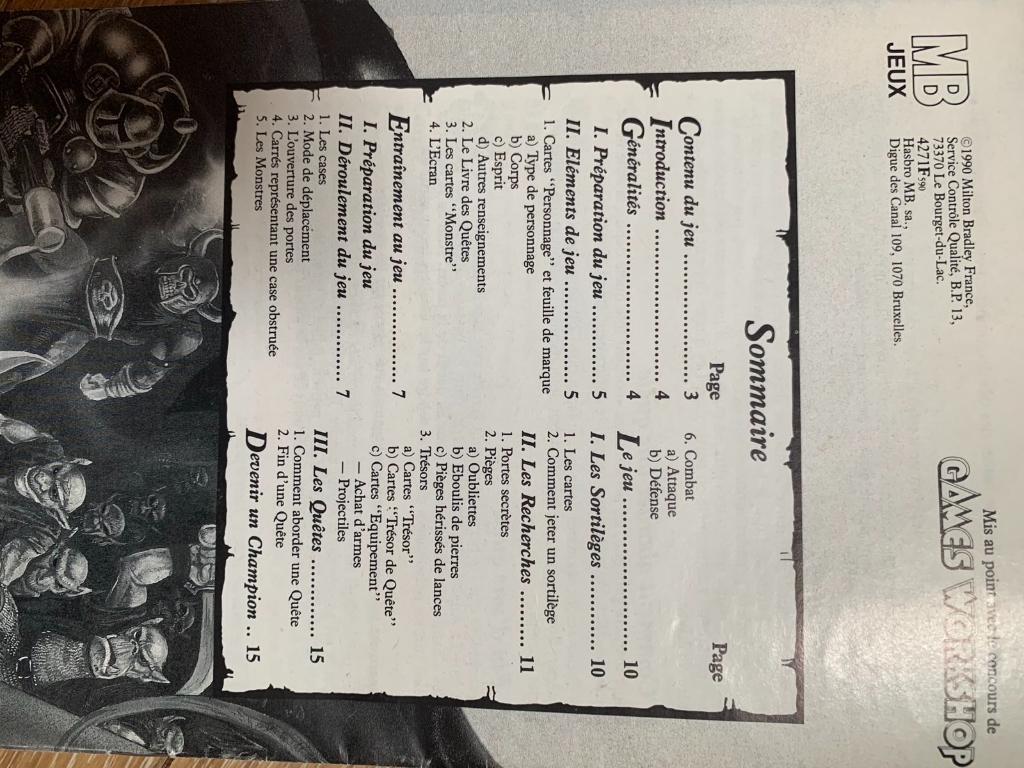 MB
JEUX
©1990 Milton Bradley France,
Service Contrôle Qualité, B.P. 13,
73370 Le Bourget-du-Lac.
4271F-90
Hasbro MB. sa.,
Digue des Canal 109, 1070 Bruxelles.
Mis au point avec le concours de
GAMES WORKSHOP
Sommaire
Page
Contenu du jeu ........................ 3
Introduction ........................ 4
Généralités ........................ 4
I. Préparation du jeu ............ 5
II. Eléments de jeu ............... 5
1. Cartes "Personnage" et feuille de marque
a) Type de personnage
b) Corps
c) Esprit
d) Autres renseignements
2. Le Livre des Quêtes
3. Les cartes "Monstre"
4. L'Ecran
Entraînement au jeu ............... 7
I. Préparation du jeu
II. Déroulement du jeu ............ 7
1. Les cases
2. Mode de déplacement
3. L'ouverture des portes
4. Carrés représentant une case obstruée
5. Les Monstres
Page
6. Combat
a) Attaque
b) Défense
Le jeu ........................ 10
I. Les Sortilèges ............ 10
1. Les cartes
2. Comment jeter un sortilège
II. Les Recherches ......... 11
1. Portes secrètes
2. Pièges
a) Oubliettes
b) Eboulis de pierres
c) Pièges hérissés de lances
3. Trésors
a) Cartes "Trésor"
b) Cartes "Trésor de Quête"
c) Cartes "Equipement"
— Achat d'armes
— Projectiles
III. Les Quêtes ............ 15
1. Comment aborder une Quête
2. Fin d'une Quête
Devenir un Champion .. 15